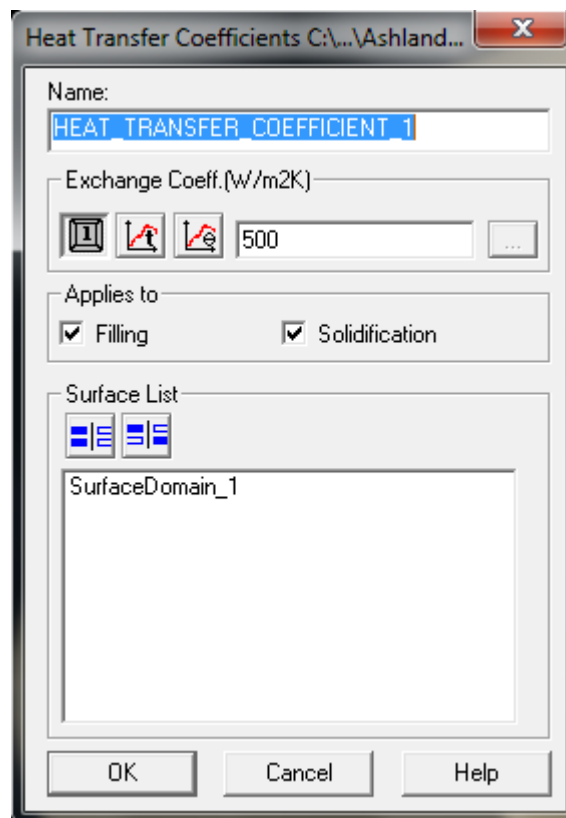 Heat Transfer Coefficients C:\...\Ashland...
Name:
HEAT_TRANSFER_COEFFICIENT_1
Exchange Coeff.(W/m2K)
1 t e 500 ...
Applies to
Filling Solidification
Surface List
SurfaceDomain_1
OK Cancel Help